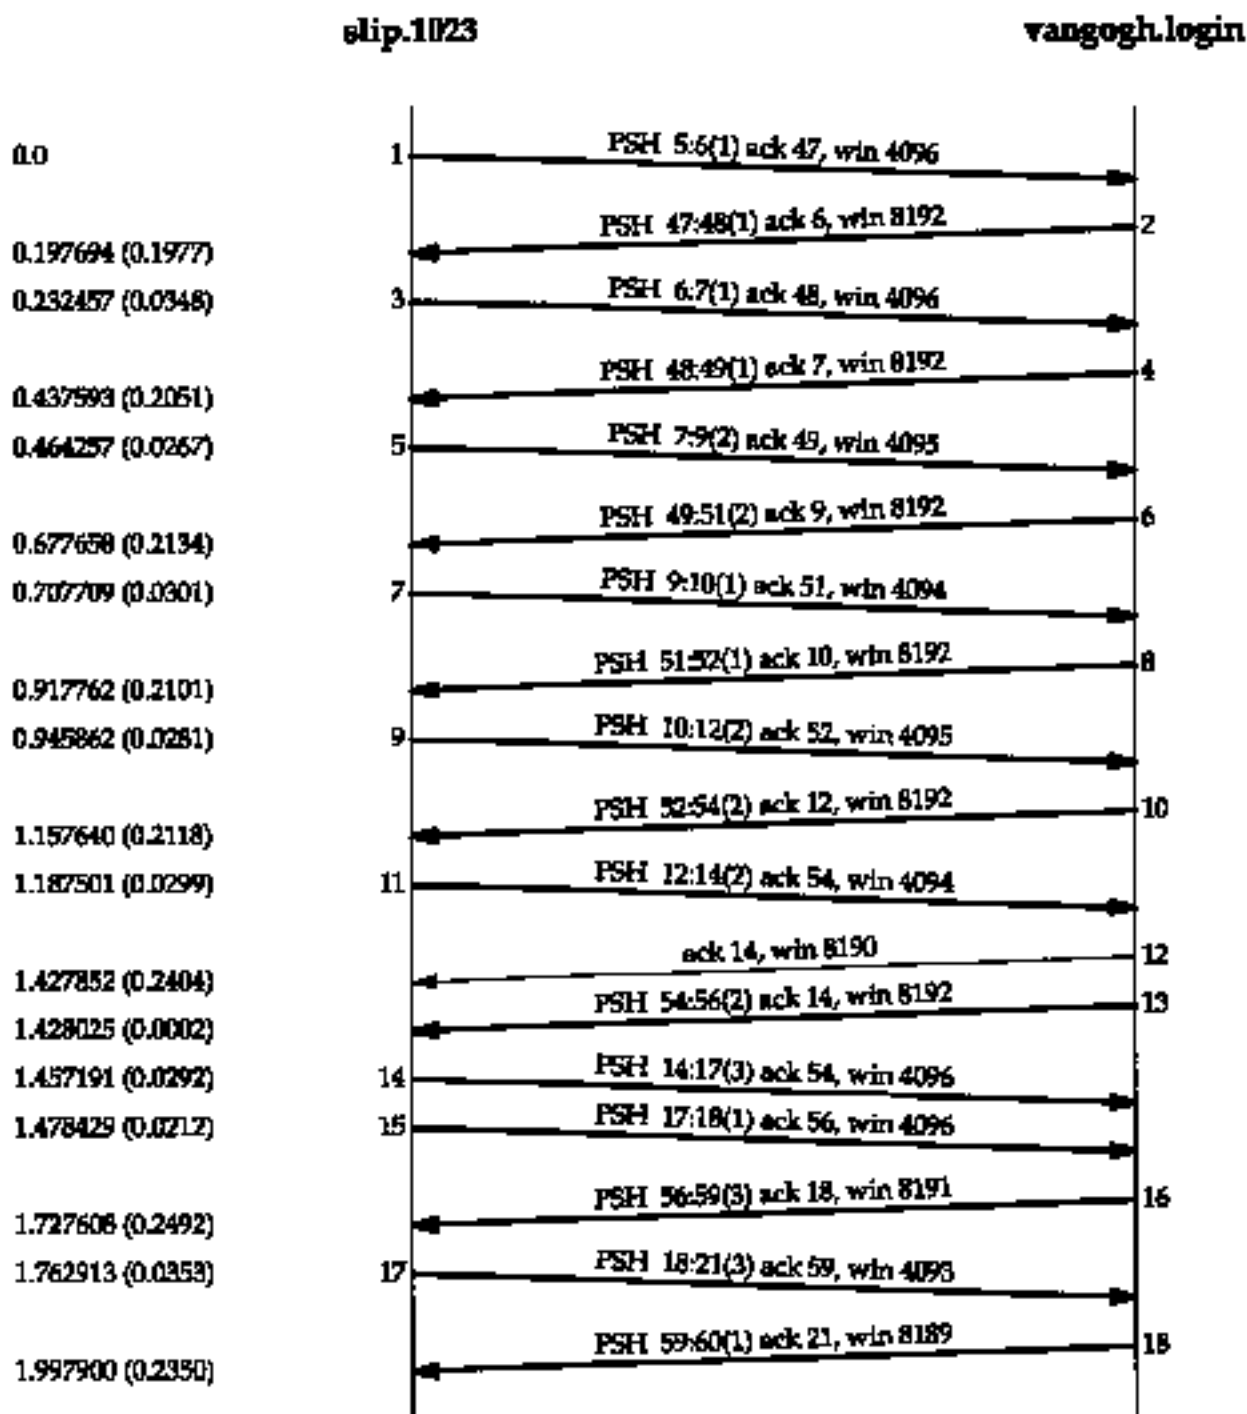 slip.1023 vangogh.login
0.0 1 PSH 5:6(1) ack 47, win 4096
PSH 47:48(1) ack 6, win 8192 2
0.197694 (0.1977)
0.232457 (0.0348) 3 PSH 6:7(1) ack 48, win 4096
PSH 48:49(1) ack 7, win 8192 4
0.437593 (0.2051)
0.464257 (0.0267) 5 PSH 7:9(2) ack 49, win 4095
PSH 49:51(2) ack 9, win 8192 6
0.677658 (0.2134)
0.707709 (0.0301) 7 PSH 9:10(1) ack 51, win 4094
PSH 51:52(1) ack 10, win 8192 8
0.917762 (0.2101)
0.945862 (0.0281) 9 PSH 10:12(2) ack 52, win 4095
PSH 52:54(2) ack 12, win 8192 10
1.157640 (0.2118)
1.187501 (0.0299) 11 PSH 12:14(2) ack 54, win 4094
ack 14, win 8190 12
1.427852 (0.2404)
PSH 54:56(2) ack 14, win 8192 13
1.428025 (0.0002)
1.457191 (0.0292) 14 PSH 14:17(3) ack 54, win 4096
1.478429 (0.0212) 15 PSH 17:18(1) ack 56, win 4096
PSH 56:59(3) ack 18, win 8191 16
1.727608 (0.2492)
1.762913 (0.0353) 17 PSH 18:21(3) ack 59, win 4093
PSH 59:60(1) ack 21, win 8189 18
1.997900 (0.2350)